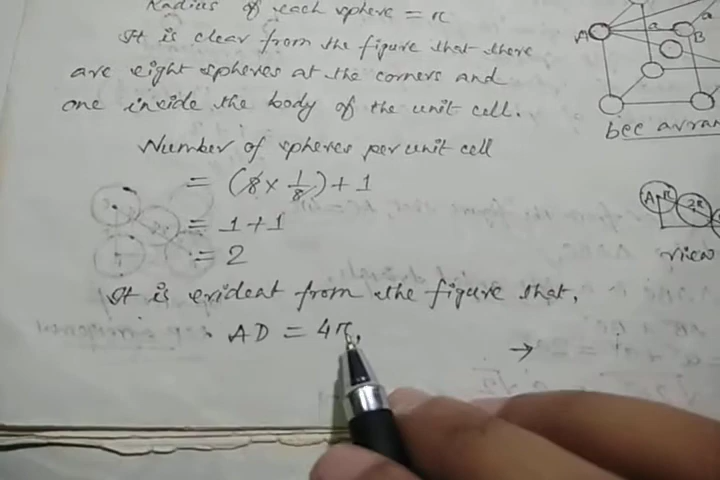 Radius of each sphere = r
It is clear from the figure that there
are eight spheres at the corners and
one inside the body of the unit cell.
Number of spheres per unit cell
= (8 × 1/8) + 1
= 1 + 1
= 2
It is evident from the figure that,
AD = 4r,
A
a
a
B
bcc arran
A r
2r
view
→